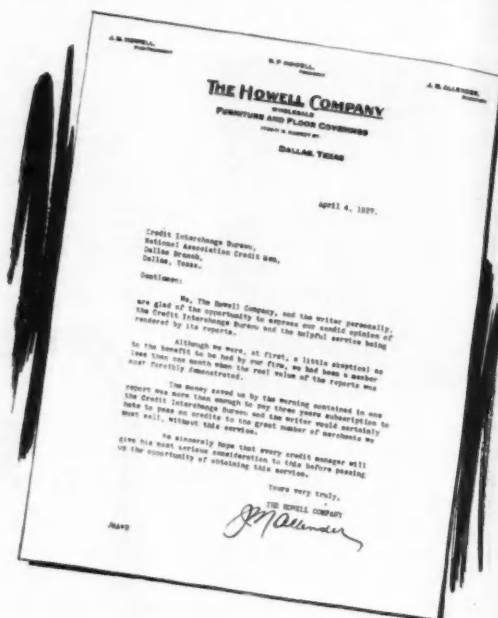 J. B. HOWELL,
R. P. HOWELL,
J. M. ALLENDER,
THE HOWELL COMPANY
WHOLESALE
FURNITURE AND FLOOR COVERINGS
DALLAS, TEXAS
April 4, 1927.
Credit Interchange Bureau,
National Association Credit Men,
Dallas Branch,
Dallas, Texas.
Gentlemen:
We, The Howell Company, and the writer personally,
are glad of the opportunity to express our candid opinion of
the Credit Interchange Bureau and the helpful service being
rendered by its reports.
Although we were, at first, a little skeptical as
to the benefit to be had by our firm, we had been a member
less than one month when the real value of the reports was
most forcibly demonstrated.
The money saved us by the warning contained in one
report was more than enough to pay three years subscription to
the Credit Interchange Bureau and the writer would certainly
hate to pass on credits to the great number of merchants we
must sell, without this service.
We sincerely hope that every credit manager will
give his most serious consideration to this before passing
up the opportunity of obtaining this service.
Yours very truly,
THE HOWELL COMPANY
JMAllender